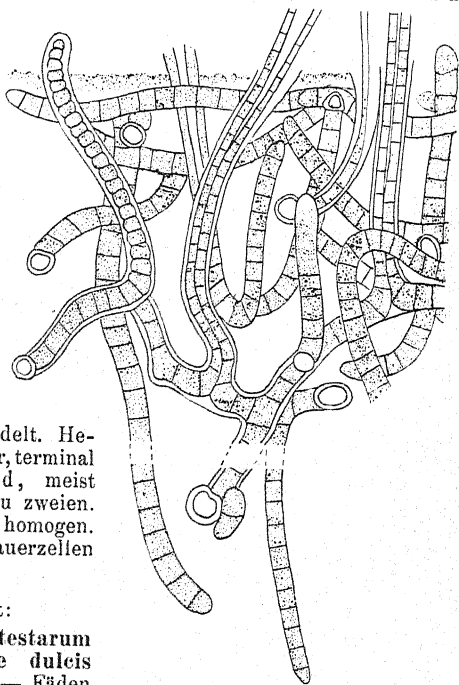 delt. He-
r, terminal
d, meist
u zweien.
homogen.
auerzellen
t:
testarum
e dulcis
— Fäden